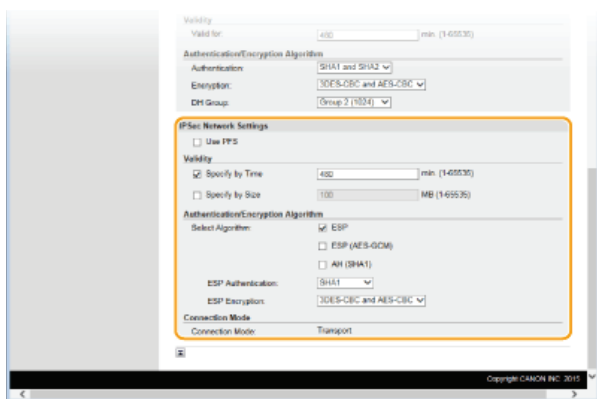 Validity
Valid for: 480 min. (1-65535)
Authentication/Encryption Algorithm
Authentication: SHA1 and SHA2
Encryption: 3DES-CBC and AES-CBC
DH Group: Group 2 (1024)
IPSec Network Settings
Use PFS
Validity
Specify by Time 480 min. (1-65535)
Specify by Size 100 MB (1-65535)
Authentication/Encryption Algorithm
Select Algorithm: ESP
ESP (AES-GCM)
AH (SHA1)
ESP Authentication: SHA1
ESP Encryption: 3DES-CBC and AES-CBC
Connection Mode
Connection Mode: Transport
Copyright CANON INC. 2015